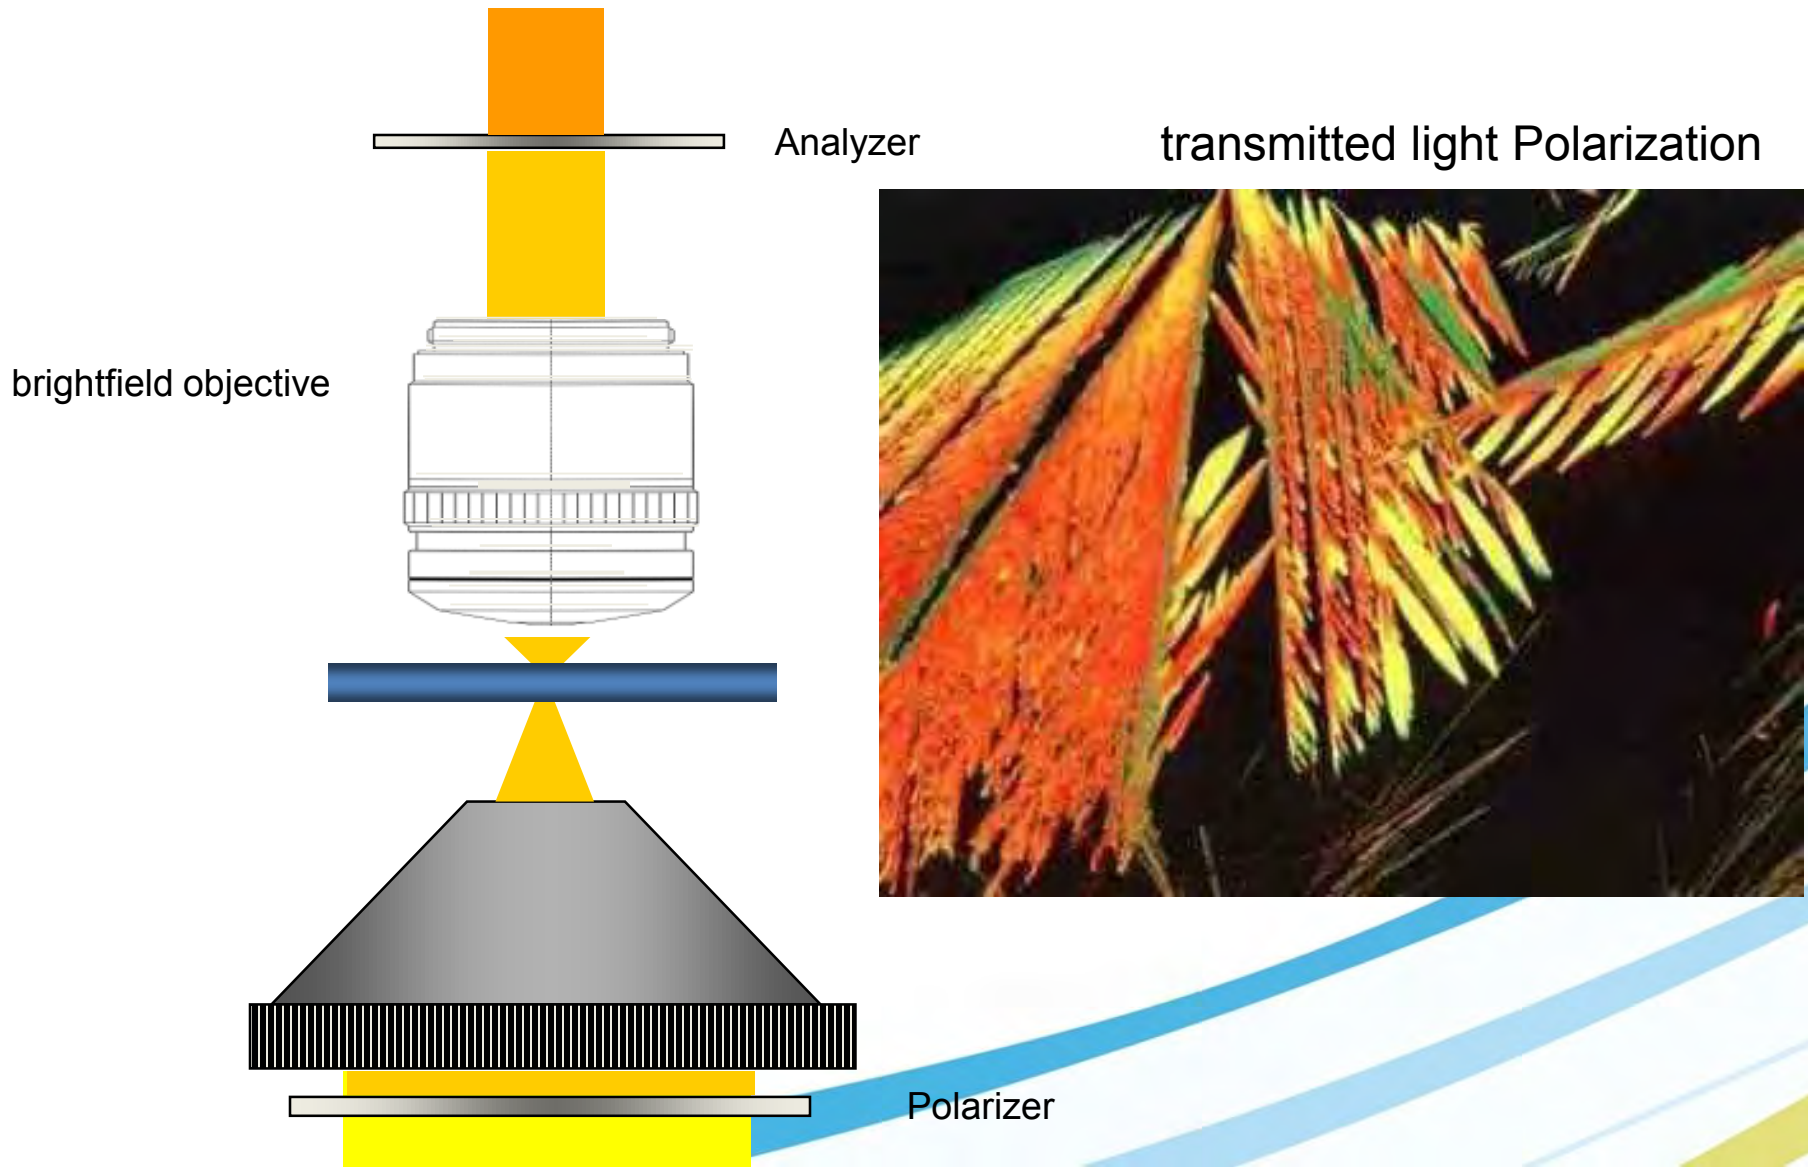 Analyzer
transmitted light Polarization
brightfield objective
Polarizer